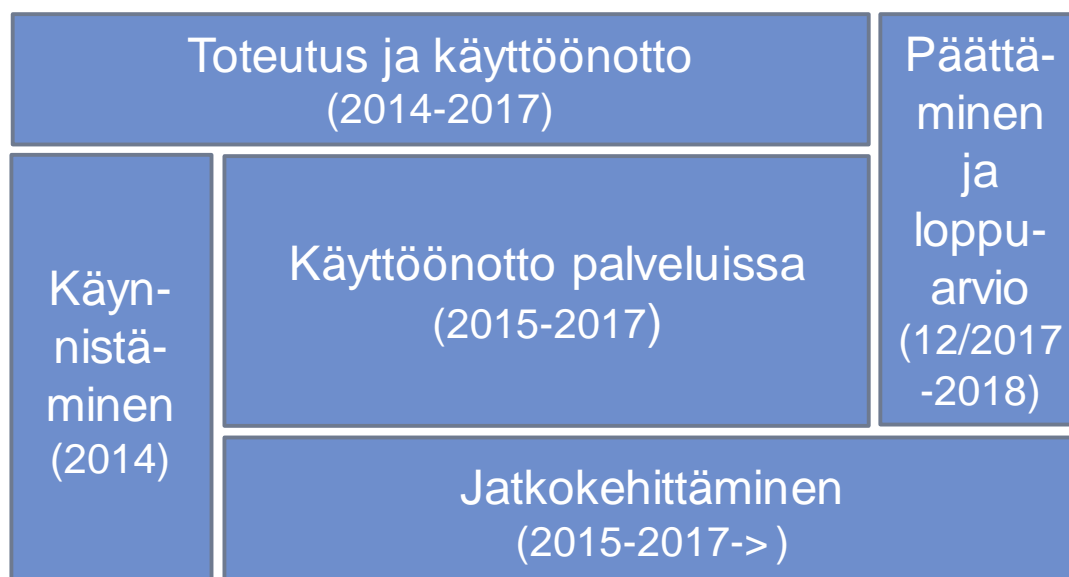 Toteutus ja käyttöönotto
(2014-2017)
Päättä-
minen
ja
loppu-
arvio
(12/2017
-2018)
Käyn-
nistä-
minen
(2014)
Käyttöönotto palveluissa
(2015-2017)
Jatkokehittäminen
(2015-2017->)